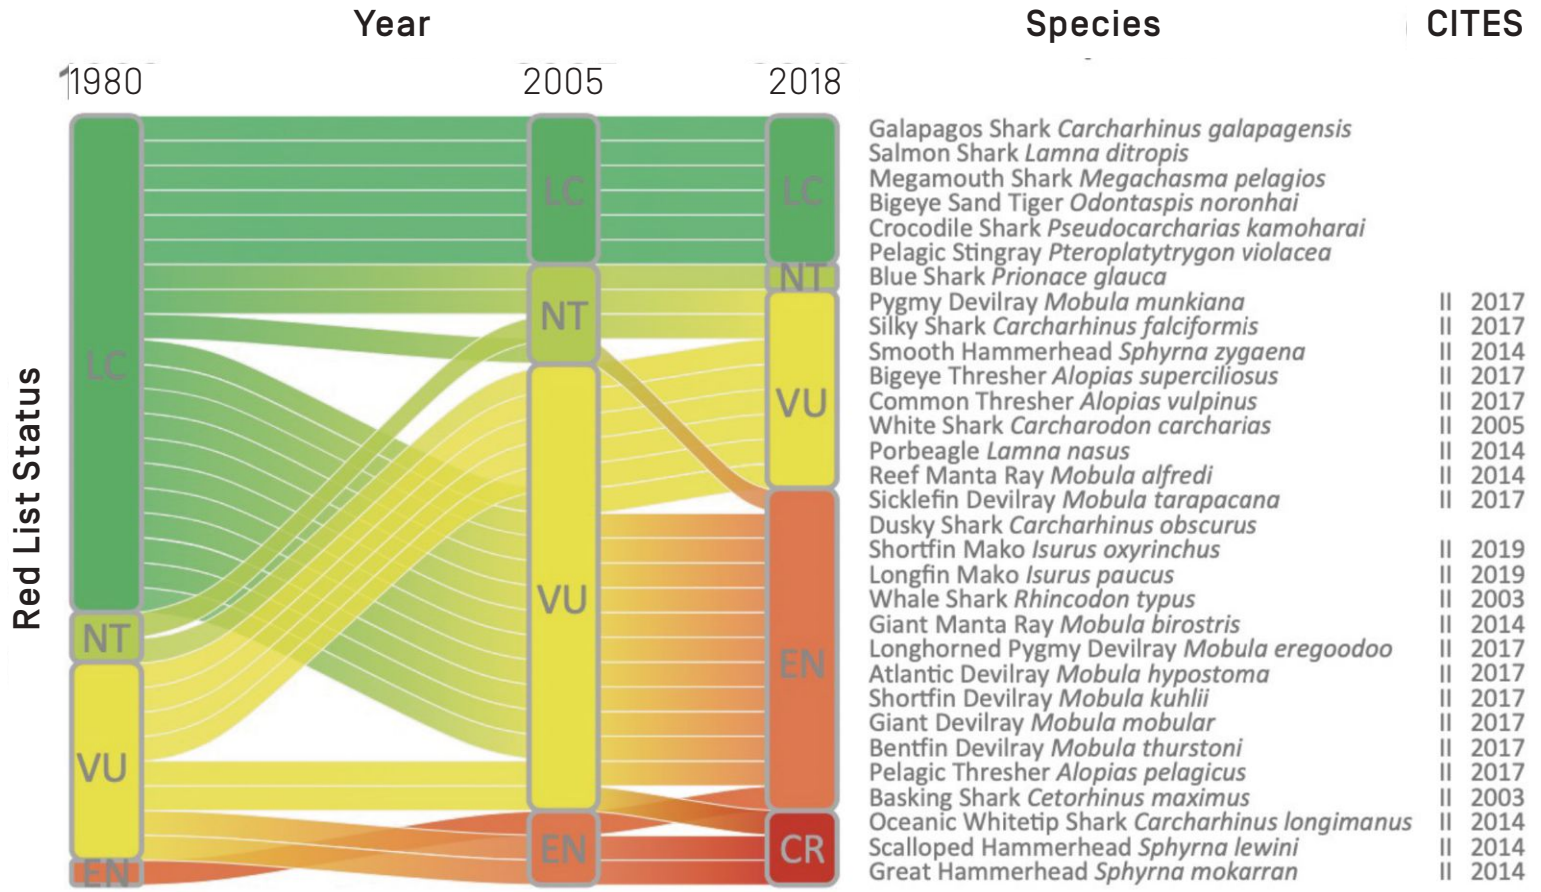 Year Species CITES
1980 2005 2018
Red List Status
LC LC LC
NT NT NT
VU VU VU
EN EN EN
CR
Galapagos Shark Carcharhinus galapagensis
Salmon Shark Lamna ditropis
Megamouth Shark Megachasma pelagios
Bigeye Sand Tiger Odontaspis noronhai
Crocodile Shark Pseudocarcharias kamoharai
Pelagic Stingray Pteroplatytrygon violacea
Blue Shark Prionace glauca
Pygmy Devilray Mobula munkiana II 2017
Silky Shark Carcharhinus falciformis II 2017
Smooth Hammerhead Sphyrna zygaena II 2014
Bigeye Thresher Alopias superciliosus II 2017
Common Thresher Alopias vulpinus II 2017
White Shark Carcharodon carcharias II 2005
Porbeagle Lamna nasus II 2014
Reef Manta Ray Mobula alfredi II 2014
Sicklefin Devilray Mobula tarapacana II 2017
Dusky Shark Carcharhinus obscurus
Shortfin Mako Isurus oxyrinchus II 2019
Longfin Mako Isurus paucus II 2019
Whale Shark Rhincodon typus II 2003
Giant Manta Ray Mobula birostris II 2014
Longhorned Pygmy Devilray Mobula eregoodoo II 2017
Atlantic Devilray Mobula hypostoma II 2017
Shortfin Devilray Mobula kuhlii II 2017
Giant Devilray Mobula mobular II 2017
Bentfin Devilray Mobula thurstoni II 2017
Pelagic Thresher Alopias pelagicus II 2017
Basking Shark Cetorhinus maximus II 2003
Oceanic Whitetip Shark Carcharhinus longimanus II 2014
Scalloped Hammerhead Sphyrna lewini II 2014
Great Hammerhead Sphyrna mokarran II 2014